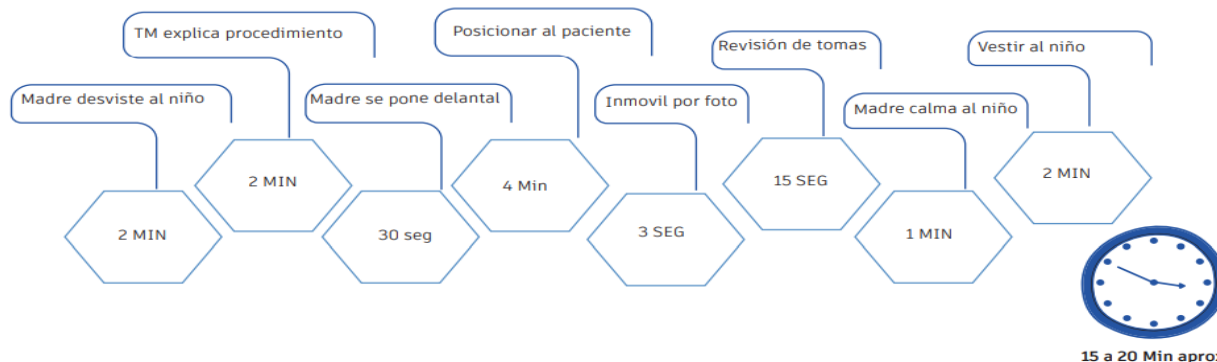 Madre desviste al niño
2 MIN
TM explica procedimiento
2 MIN
Madre se pone delantal
30 seg
Posicionar al paciente
4 Min
Inmovil por foto
3 SEG
Revisión de tomas
15 SEG
Madre calma al niño
1 MIN
Vestir al niño
2 MIN
15 a 20 Min